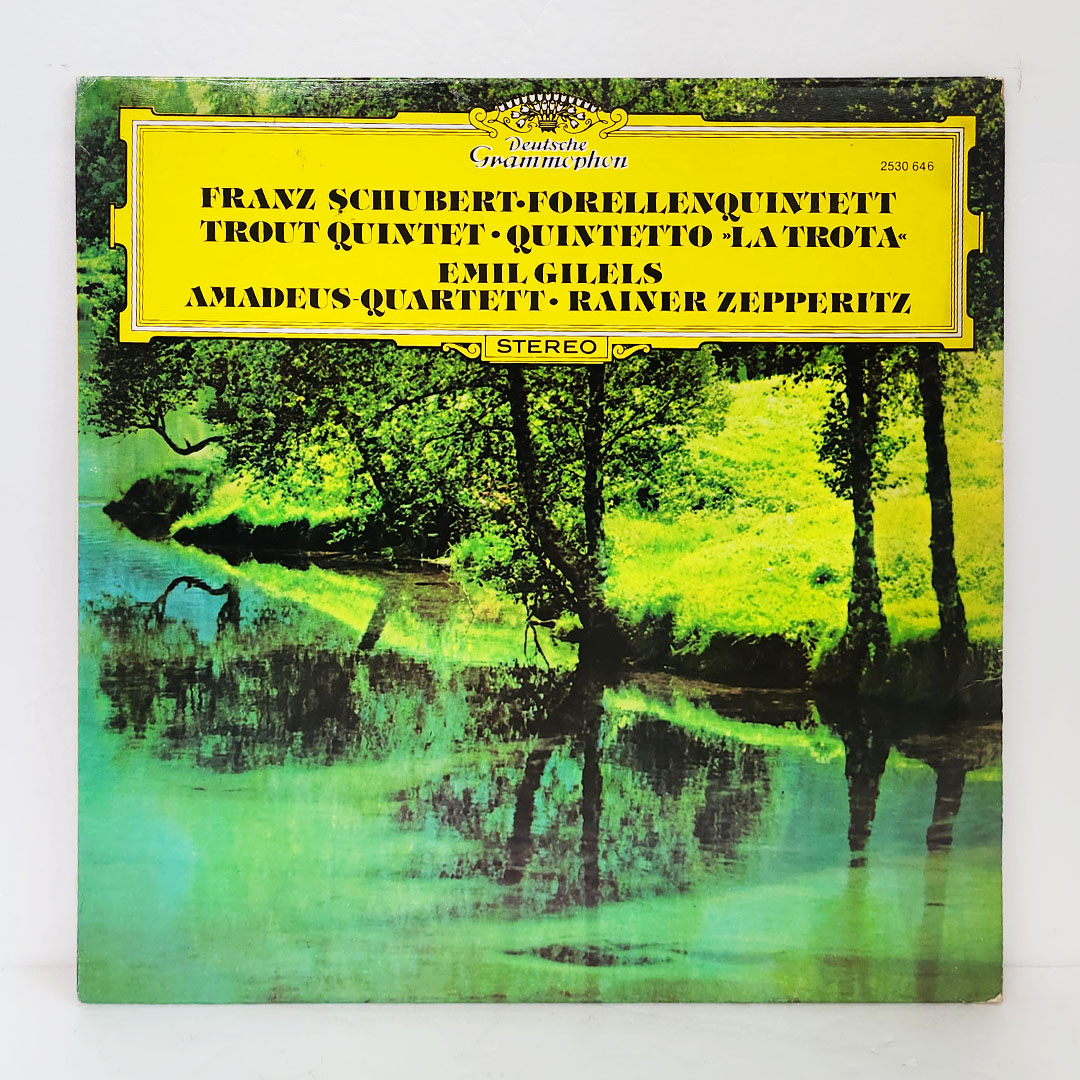 Deutsche
Grammophon
2530 646
FRANZ SCHUBERT·FORELLENQUINTETT
TROUT QUINTET · QUINTETTO »LA TROTA«
EMIL GILELS
AMADEUS-QUARTETT · RAINER ZEPPERITZ
STEREO